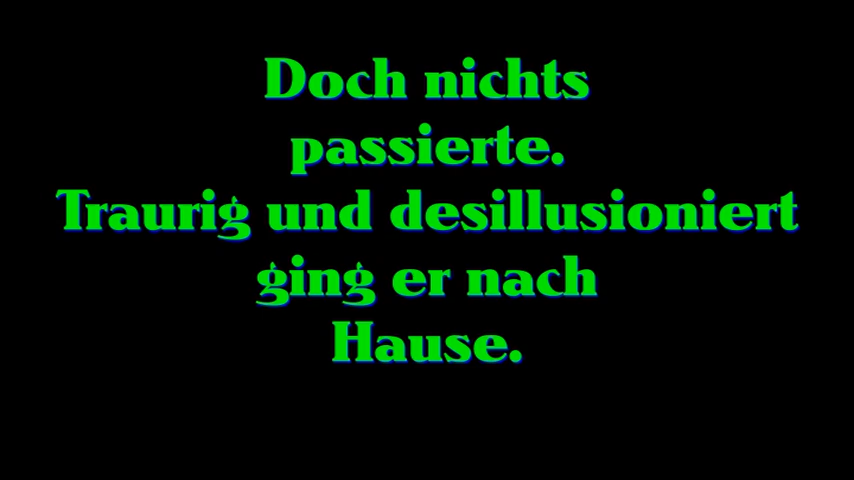 Doch nichts
passierte.
Traurig und desillusioniert
ging er nach
Hause.